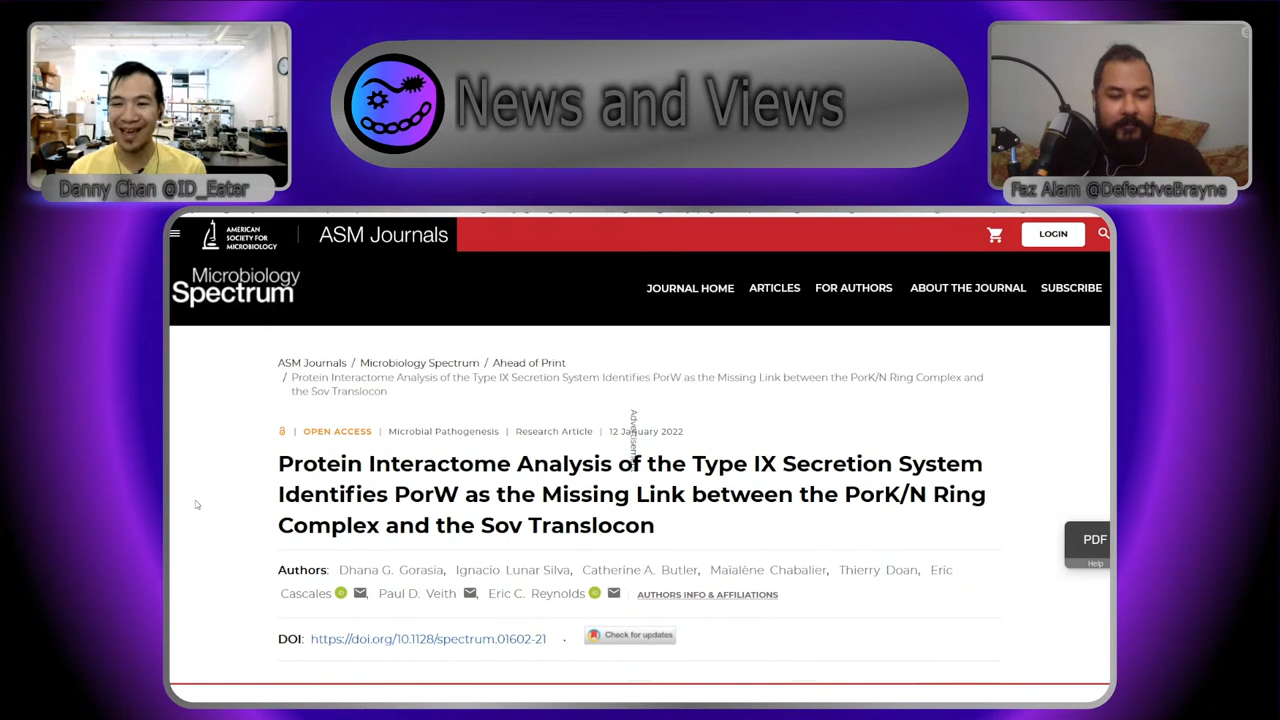 News and Views
Danny Chan @ID_Eater
Faz Alam @DefectiveBrayne
AMERICAN
SOCIETY FOR
MICROBIOLOGY
ASM Journals
LOGIN
Microbiology
Spectrum
JOURNAL HOME ARTICLES FOR AUTHORS ABOUT THE JOURNAL SUBSCRIBE
ASM Journals / Microbiology Spectrum / Ahead of Print
/ Protein Interactome Analysis of the Type IX Secretion System Identifies PorW as the Missing Link between the PorK/N Ring Complex and
the Sov Translocon
OPEN ACCESS | Microbial Pathogenesis | Research Article | 12 January 2022
Protein Interactome Analysis of the Type IX Secretion System
Identifies PorW as the Missing Link between the PorK/N Ring
Complex and the Sov Translocon
PDF
Help
Authors: Dhana G. Gorasia, Ignacio Lunar Silva, Catherine A. Butler, Maïalène Chabalier, Thierry Doan, Eric
Cascales, Paul D. Veith, Eric C. Reynolds | AUTHORS INFO & AFFILIATIONS
DOI: https://doi.org/10.1128/spectrum.01602-21 · Check for updates